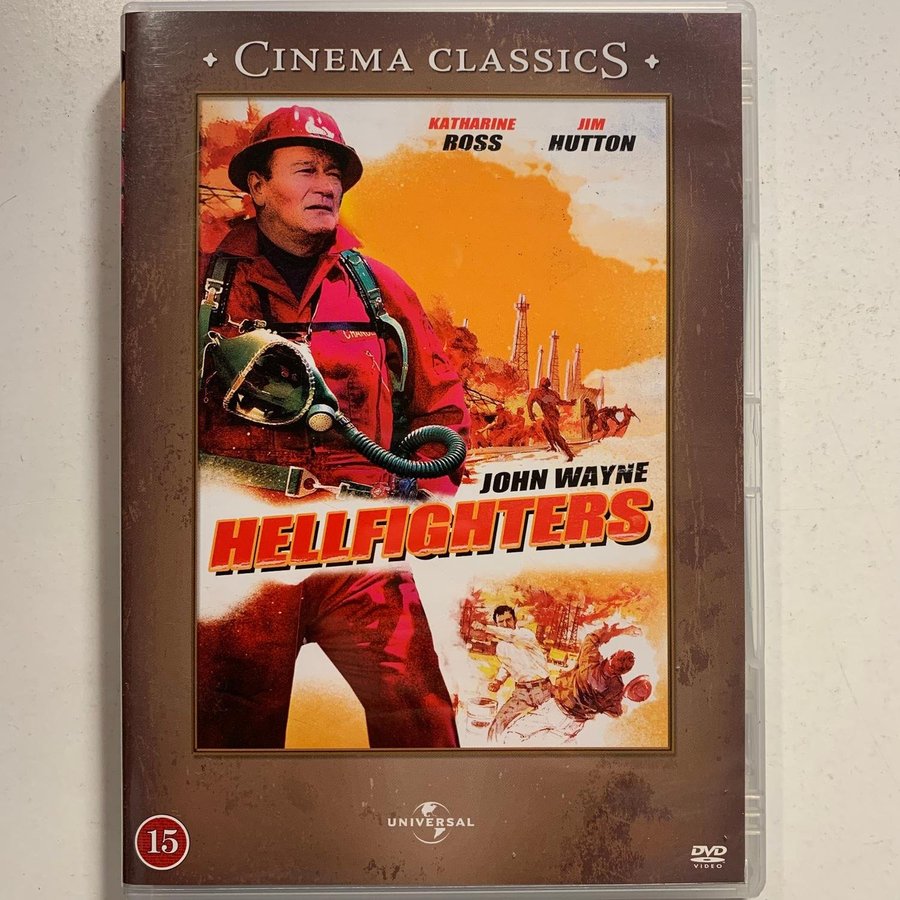 CINEMA CLASSICS
KATHARINE
ROSS
JIM
HUTTON
JOHN WAYNE
HELLFIGHTERS
UNIVERSAL
15
DVD
VIDEO